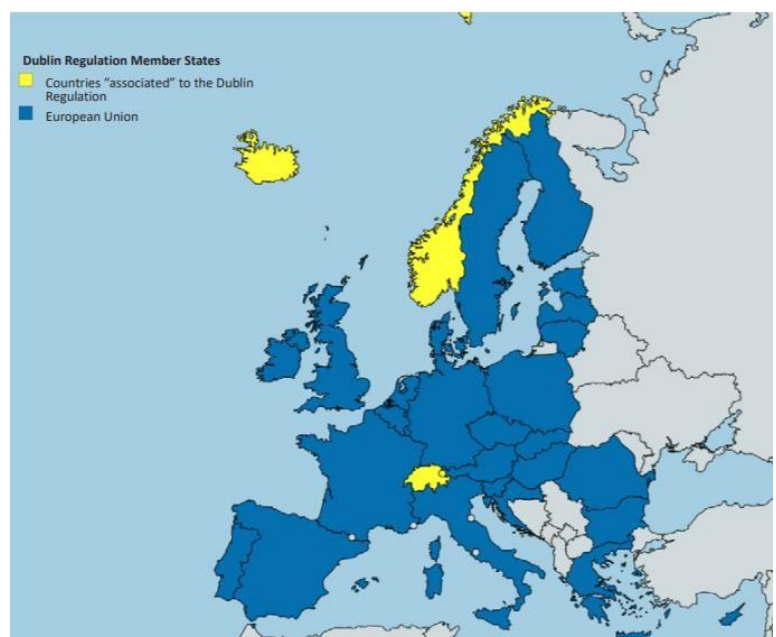 Dublin Regulation Member States
Countries “associated” to the Dublin
Regulation
European Union